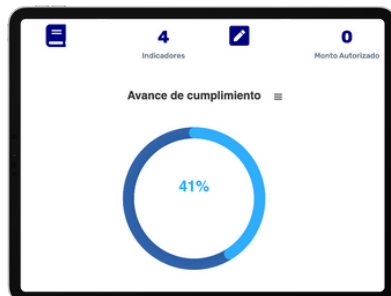 4
Indicadores
0
Monto Autorizado
Avance de cumplimiento
41%